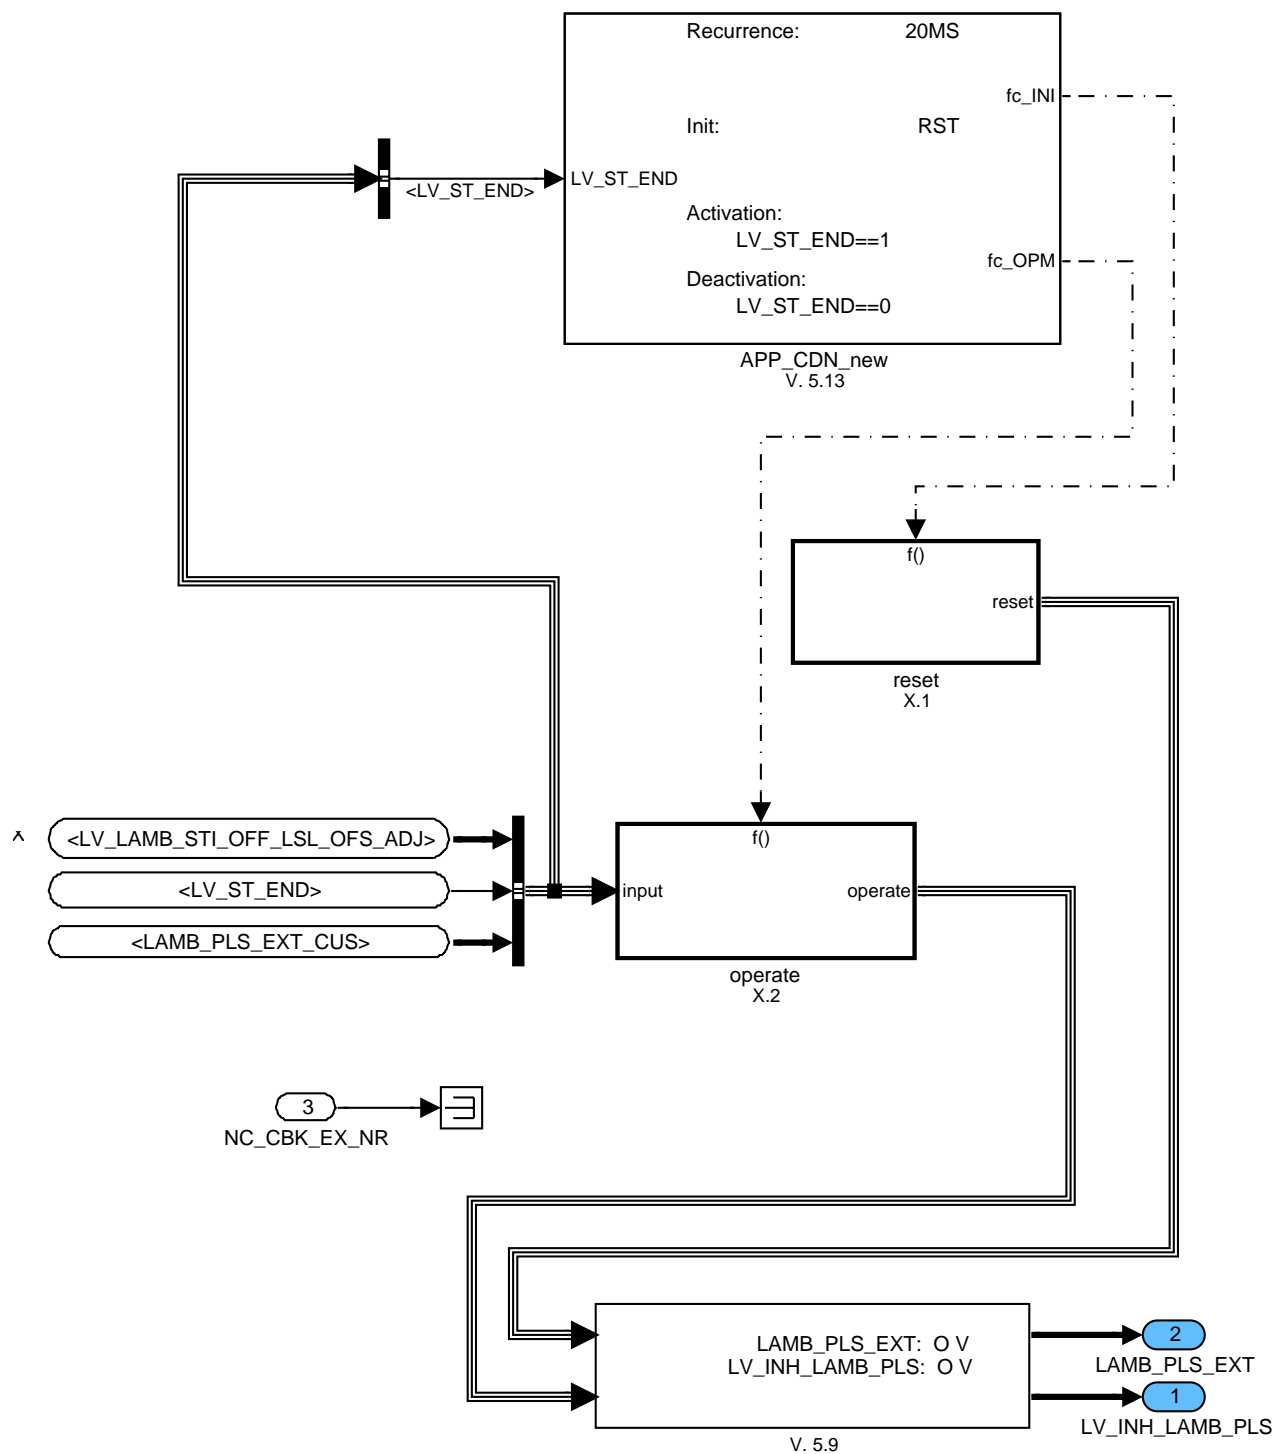 Recurrence: 20MS
fc_INI
Init: RST
<LV_ST_END>
LV_ST_END
Activation:
LV_ST_END==1
fc_OPM
Deactivation:
LV_ST_END==0
APP_CDN_new
V. 5.13
f()
reset
reset
X.1
<LV_LAMB_STI_OFF_LSL_OFS_ADJ>
<LV_ST_END>
<LAMB_PLS_EXT_CUS>
f()
input
operate
operate
X.2
3
NC_CBK_EX_NR
LAMB_PLS_EXT: O V
LV_INH_LAMB_PLS: O V
2
LAMB_PLS_EXT
1
LV_INH_LAMB_PLS
V. 5.9